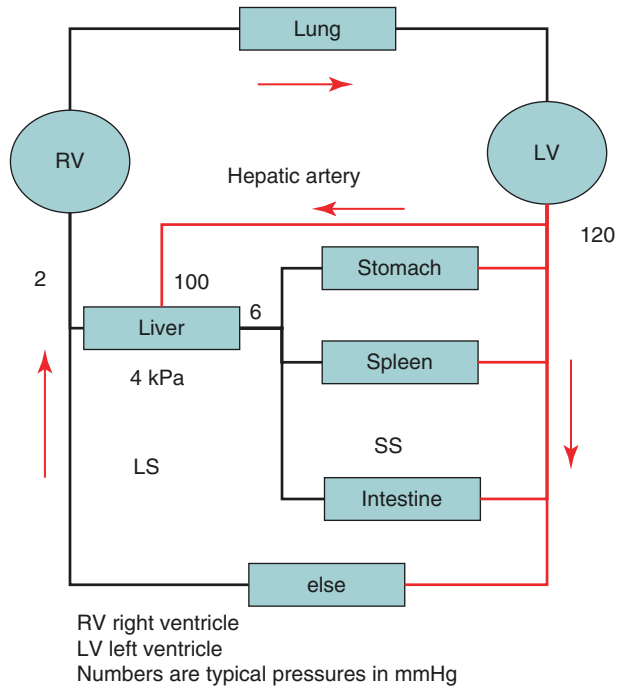 Lung
RV
LV
Hepatic artery
120
Stomach
2
100
6
Liver
Spleen
4 kPa
SS
LS
Intestine
else
RV right ventricle
LV left ventricle
Numbers are typical pressures in mmHg